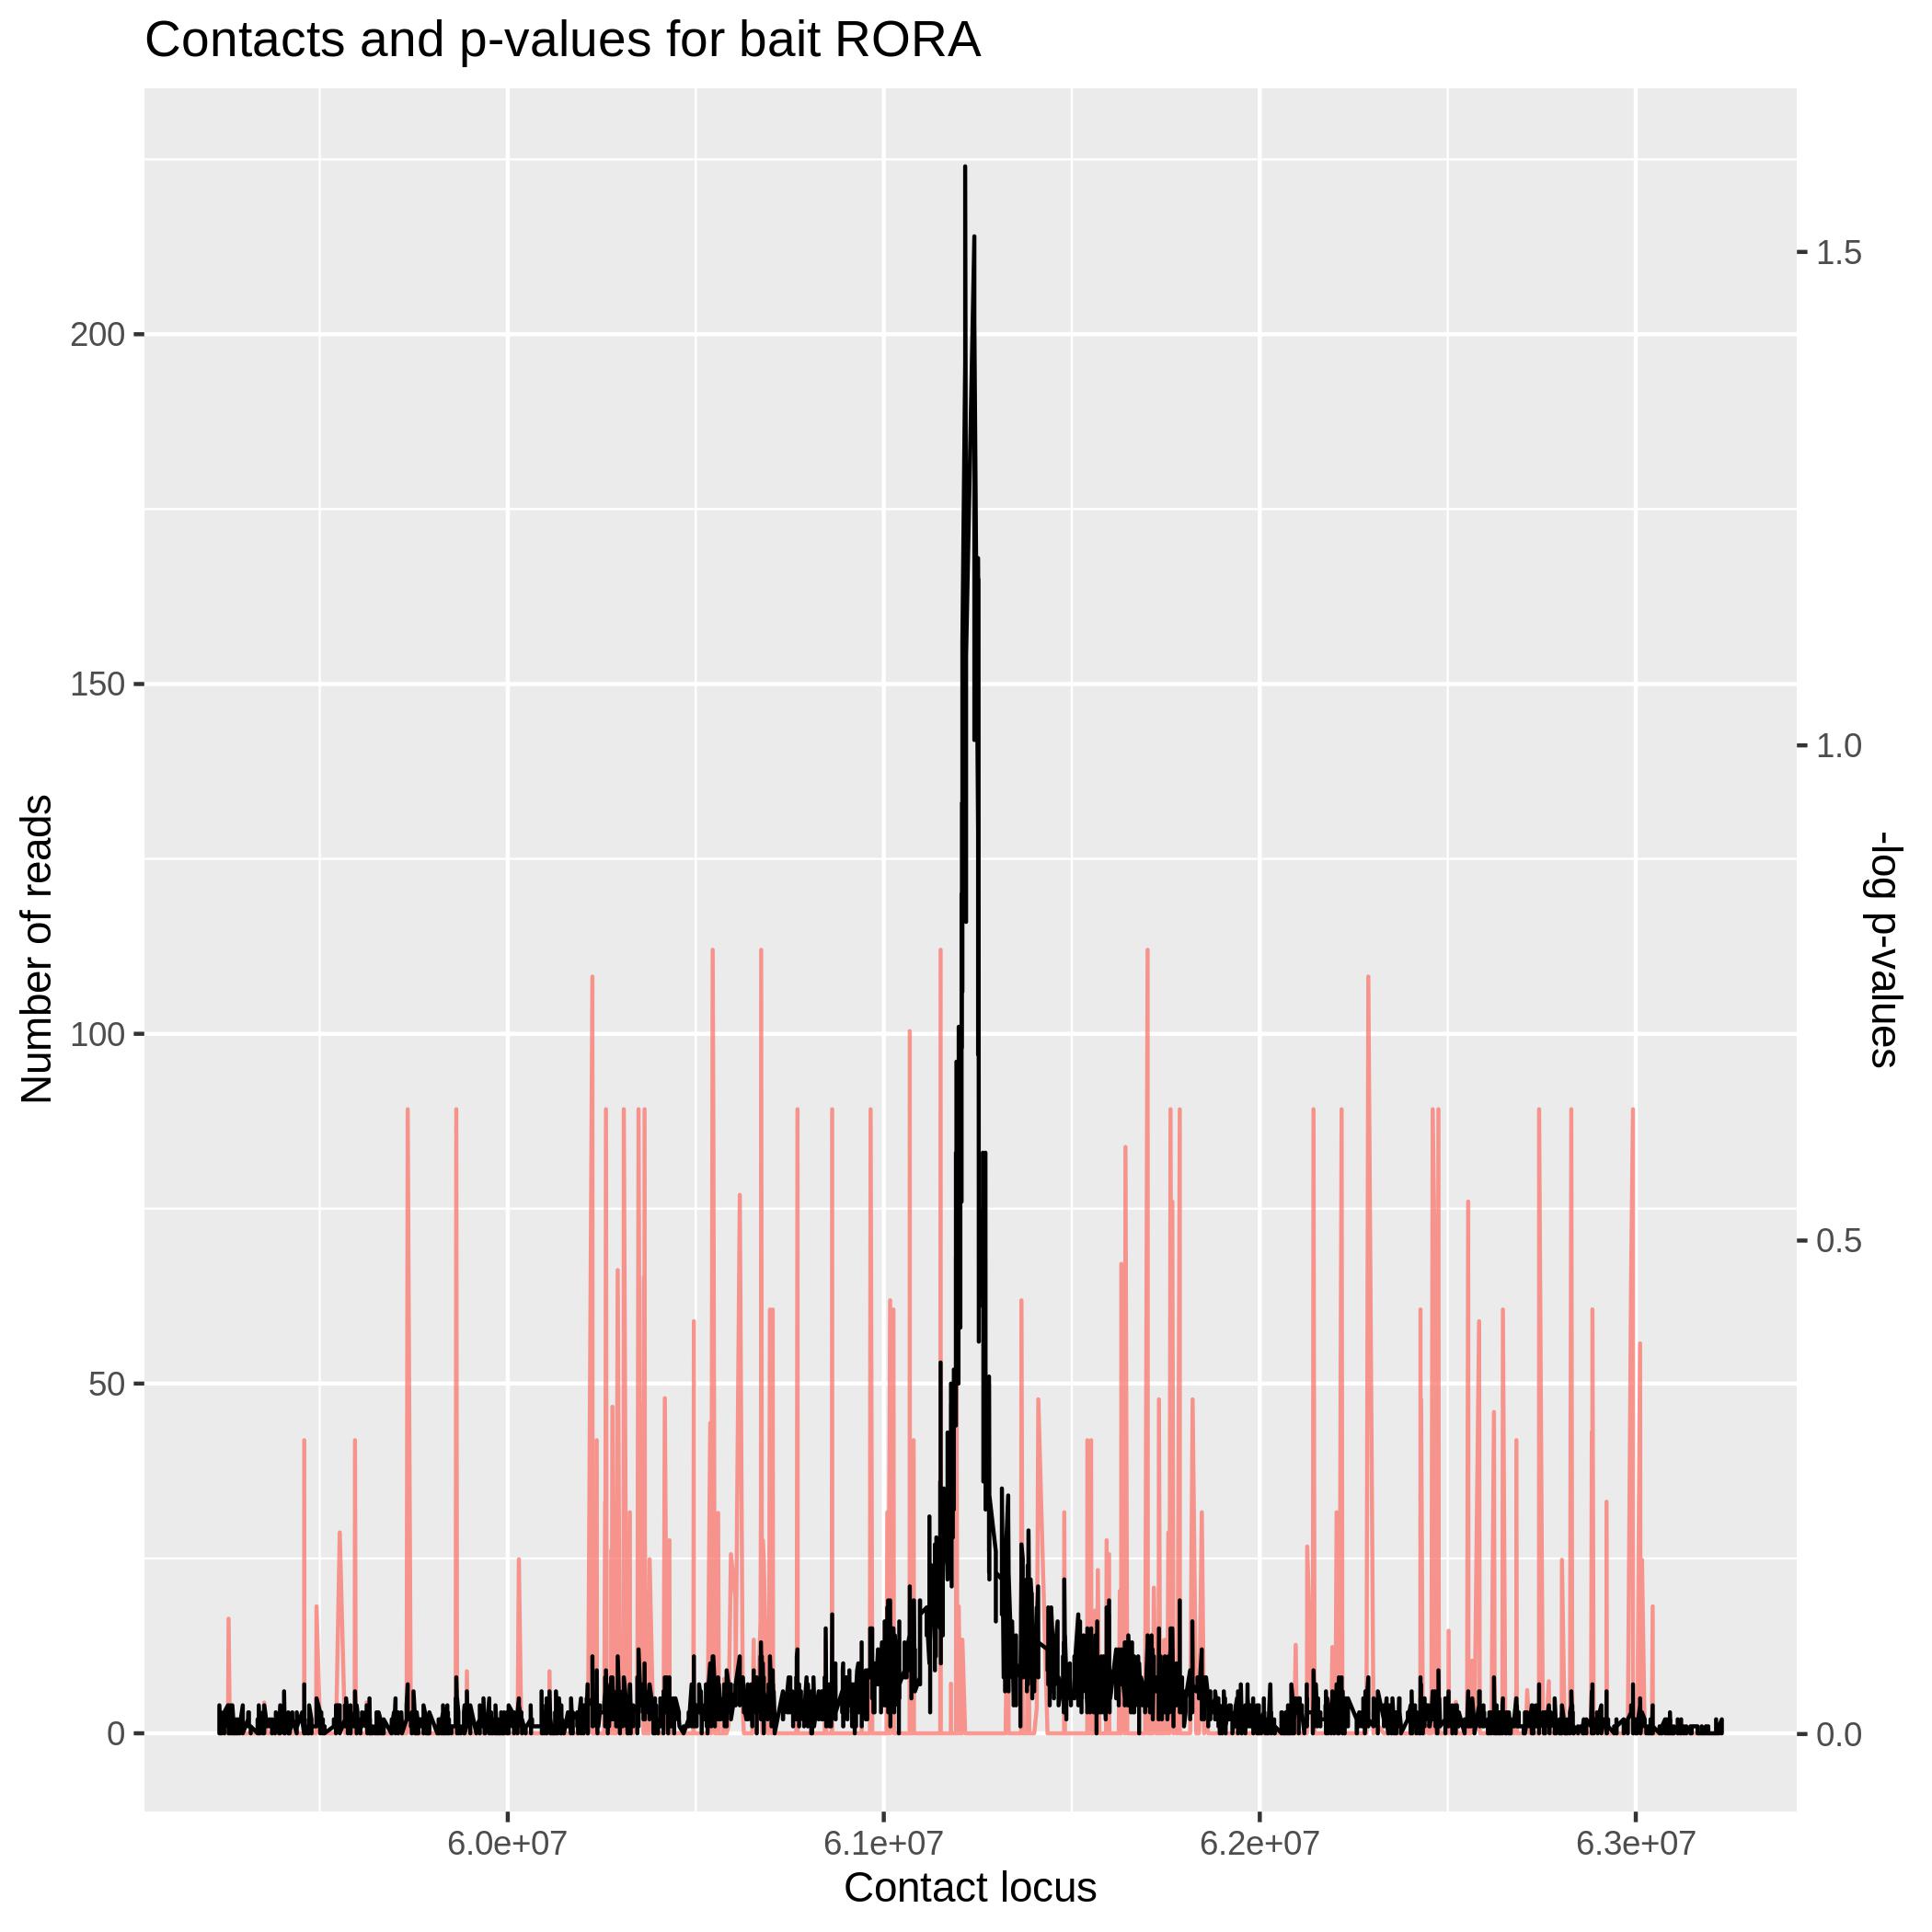 Contacts and p-values for bait RORA
Number of reads
200
150
100
50
0
1.5
1.0
0.5
0.0
-log p-values
6.0e+07
6.1e+07
6.2e+07
6.3e+07
Contact locus